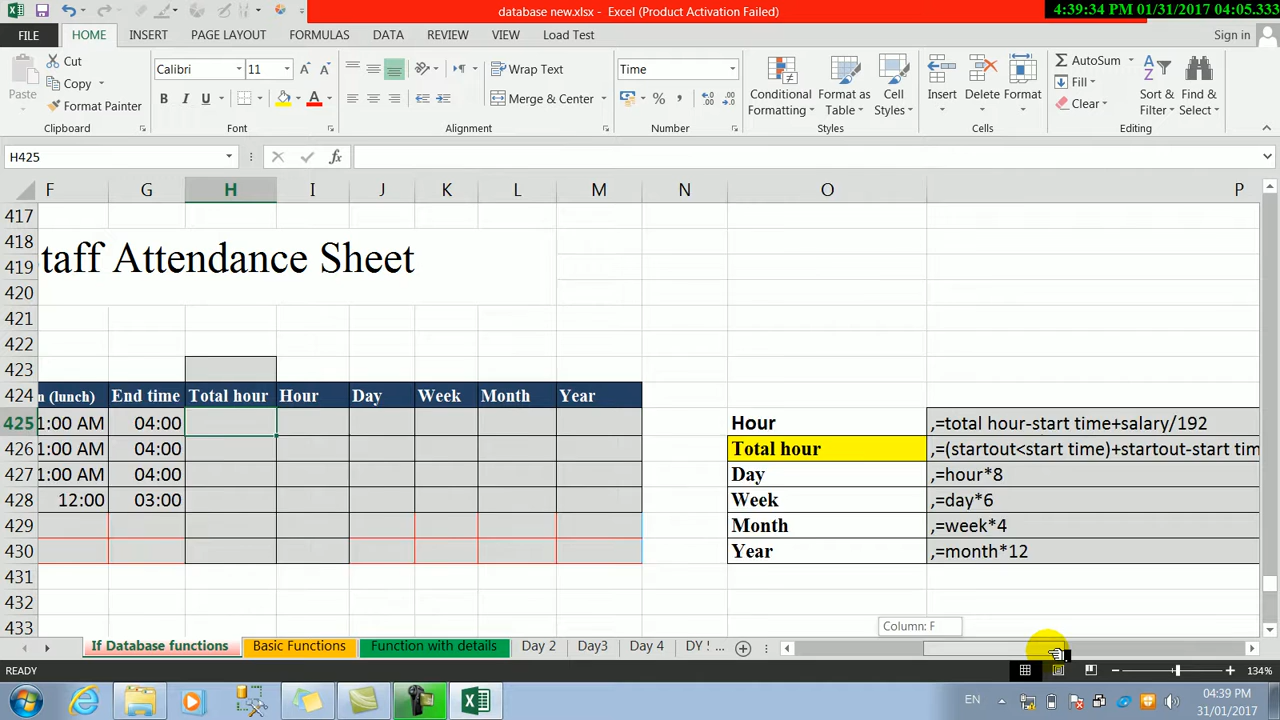 database new.xlsx - Excel (Product Activation Failed)
4:39:34 PM 01/31/2017 04:05.333
FILE HOME INSERT PAGE LAYOUT FORMULAS DATA REVIEW VIEW Load Test Sign in
Paste Cut Copy Format Painter
Calibri 11 B I U A
Wrap Text Merge & Center
Time %
Conditional Formatting Format as Table Cell Styles
Insert Delete Format
AutoSum Fill Clear Sort & Filter Find & Select
Clipboard Font Alignment Number Styles Cells Editing
H425 fx
F G H I J K L M N O P
417
418
taff Attendance Sheet
419
420
421
422
423
424 n (lunch) End time Total hour Hour Day Week Month Year
425 1:00 AM 04:00 Hour ,=total hour-start time+salary/192
426 1:00 AM 04:00 Total hour ,=(startout<start time)+startout-start tim
427 1:00 AM 04:00 Day ,=hour*8
428 12:00 03:00 Week ,=day*6
429 Month ,=week*4
430 Year ,=month*12
431
432
433
Column: F
If Database functions Basic Functions Function with details Day 2 Day3 Day 4 DY !
READY 134%
EN 04:39 PM
31/01/2017